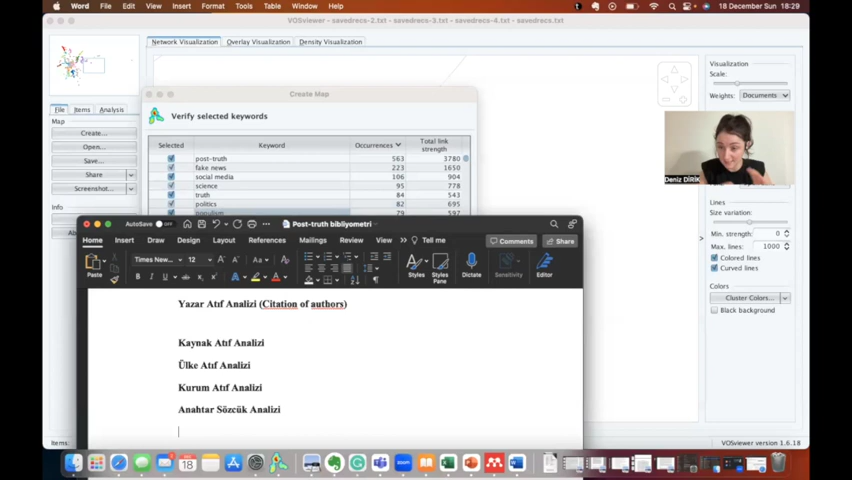 Word File Edit View Insert Format Tools Table Window Help 18 December Sun 18:29
VOSviewer - savedrecs-2.txt - savedrecs-3.txt - savedrecs-4.txt - savedrecs.txt
Network Visualization Overlay Visualization Density Visualization
File Items Analysis
Map
Create...
Open...
Save...
Share
Screenshot...
Info
Create Map
Verify selected keywords
Selected Keyword Occurrences Total link strength
post-truth 563 3780
fake news 223 1650
social media 106 904
science 95 778
truth 84 543
politics 82 695
populism 79 597
Visualization
Scale:
Weights: Documents
Deniz DİRİK
Lines
Size variation:
Min. strength: 0
Max. lines: 1000
Colored lines
Curved lines
Colors
Cluster Colors...
Black background
AutoSave OFF Post-truth bibliyometri
Home Insert Draw Design Layout References Mailings Review View Tell me Comments Share
Paste Times New... 12 Styles Styles Pane Dictate Sensitivity Editor
Yazar Atıf Analizi (Citation of authors)
Kaynak Atıf Analizi
Ülke Atıf Analizi
Kurum Atıf Analizi
Anahtar Sözcük Analizi
Items:
VOSviewer version 1.6.18